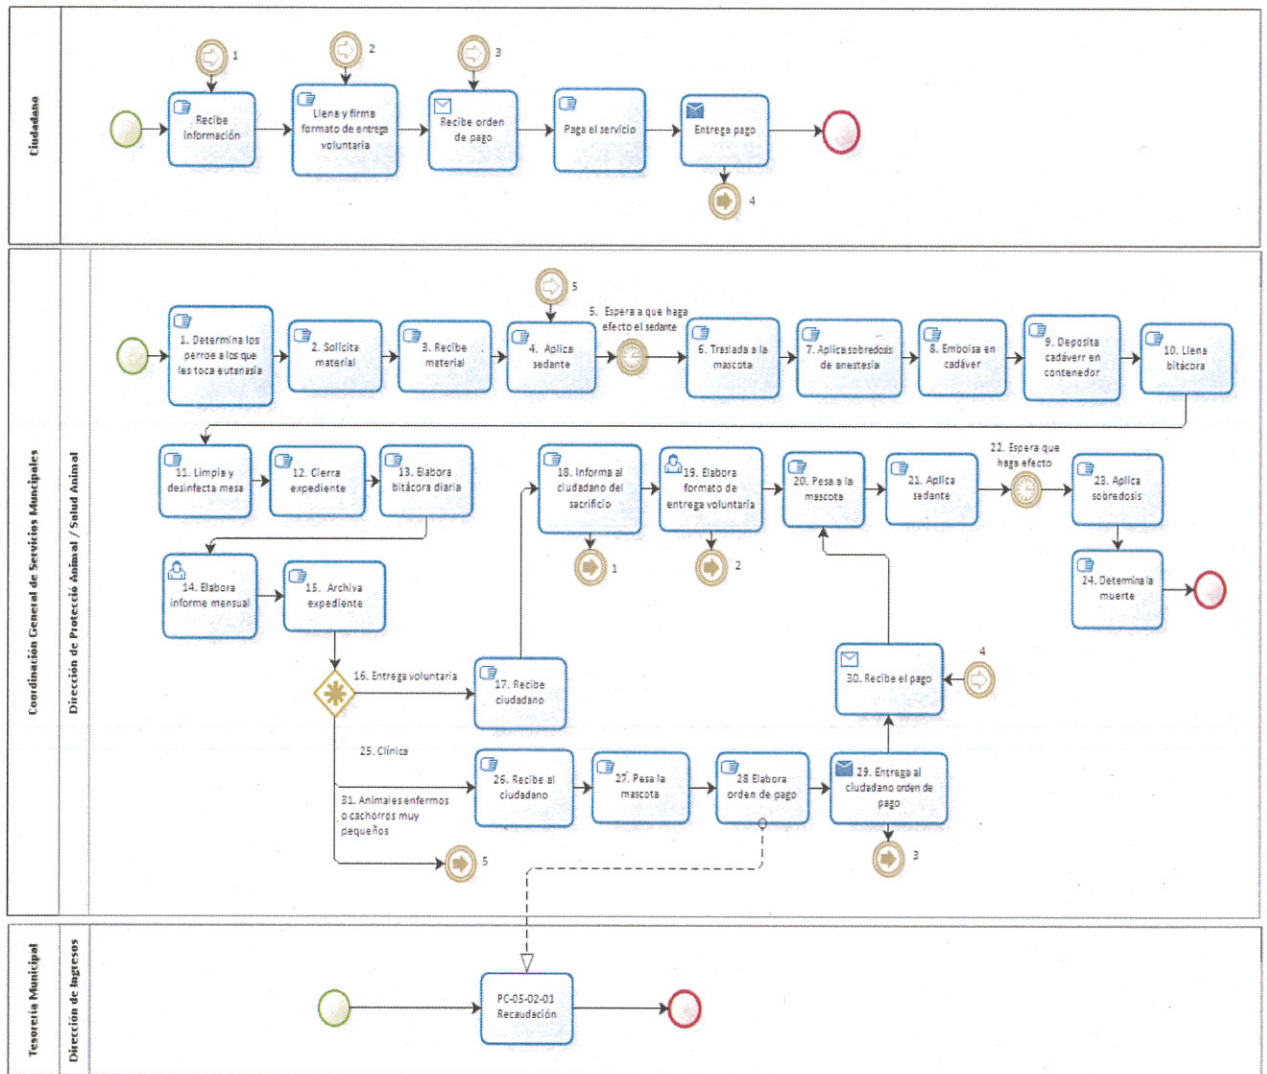 Ciudadano
1
2
3
Recibe
Información
Llena y firma
formato de entrega
voluntaria
Recibe orden
de pago
Paga el servicio
Entrega pago
4
Coordinación General de Servicios Municipales
Dirección de Protecció Animal / Salud Animal
5
1. Determina los
perroe a los que
les toca eutanasia
2. Solicita
material
3. Recibe
material
4. Aplica
sedante
5. Espera a que haga
efecto el sedante
6. Traslada a la
mascota
7. Aplica sobredosis
de anestesia
8. Embolsa en
cadáver
9. Deposita
cadáverr en
contenedor
10. Llena
bitácora
11. Limpia y
desinfecta mesa
12. Cierra
expediente
13. Elabora
bitácora diaria
18. Informa al
ciudadano del
sacrificio
19. Elabora
formato de
entrega voluntaria
20. Pesa a la
mascota
21. Aplica
sedante
22. Espera que
haga efecto
23. Aplica
sobredosis
1
2
14. Elabora
informe mensual
15. Archiva
expediente
24. Determina la
muerte
16. Entrega voluntaria
17. Recibe
ciudadano
30. Recibe el pago
4
25. Clínica
26. Recibe al
ciudadano
27. Pesa la
mascota
28 Elabora
orden de pago
29. Entrega al
ciudadano orden de
pago
31. Animales enfermos
o cachorros muy
pequeños
5
3
Tesorería Municipal
Dirección de Ingresos
PC-05-02-01
Recaudación